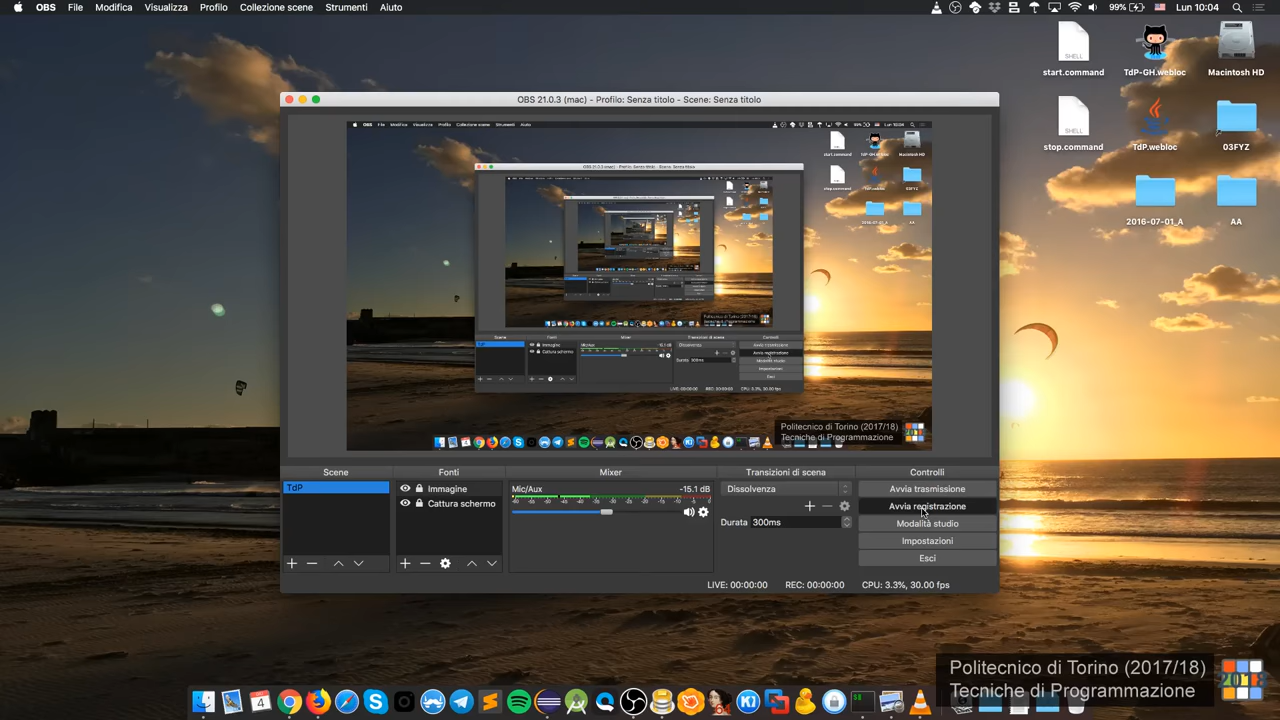 OBS File Modifica Visualizza Profilo Collezione scene Strumenti Aiuto
99% Lun 10:04
start.command
TdP-GH.webloc
Macintosh HD
stop.command
TdP.webloc
03FYZ
2016-07-01_A
AA
OBS 21.0.3 (mac) - Profilo: Senza titolo - Scene: Senza titolo
Politecnico di Torino (2017/18)
Tecniche di Programmazione
Scene
Fonti
Mixer
Transizioni di scena
Controlli
TdP
Immagine
Cattura schermo
Mic/Aux
-15.1 dB
Dissolvenza
Durata 300ms
Avvia trasmissione
Avvia registrazione
Modalità studio
Impostazioni
Esci
LIVE: 00:00:00
REC: 00:00:00
CPU: 3.3%, 30.00 fps
Politecnico di Torino (2017/18)
Tecniche di Programmazione
2018